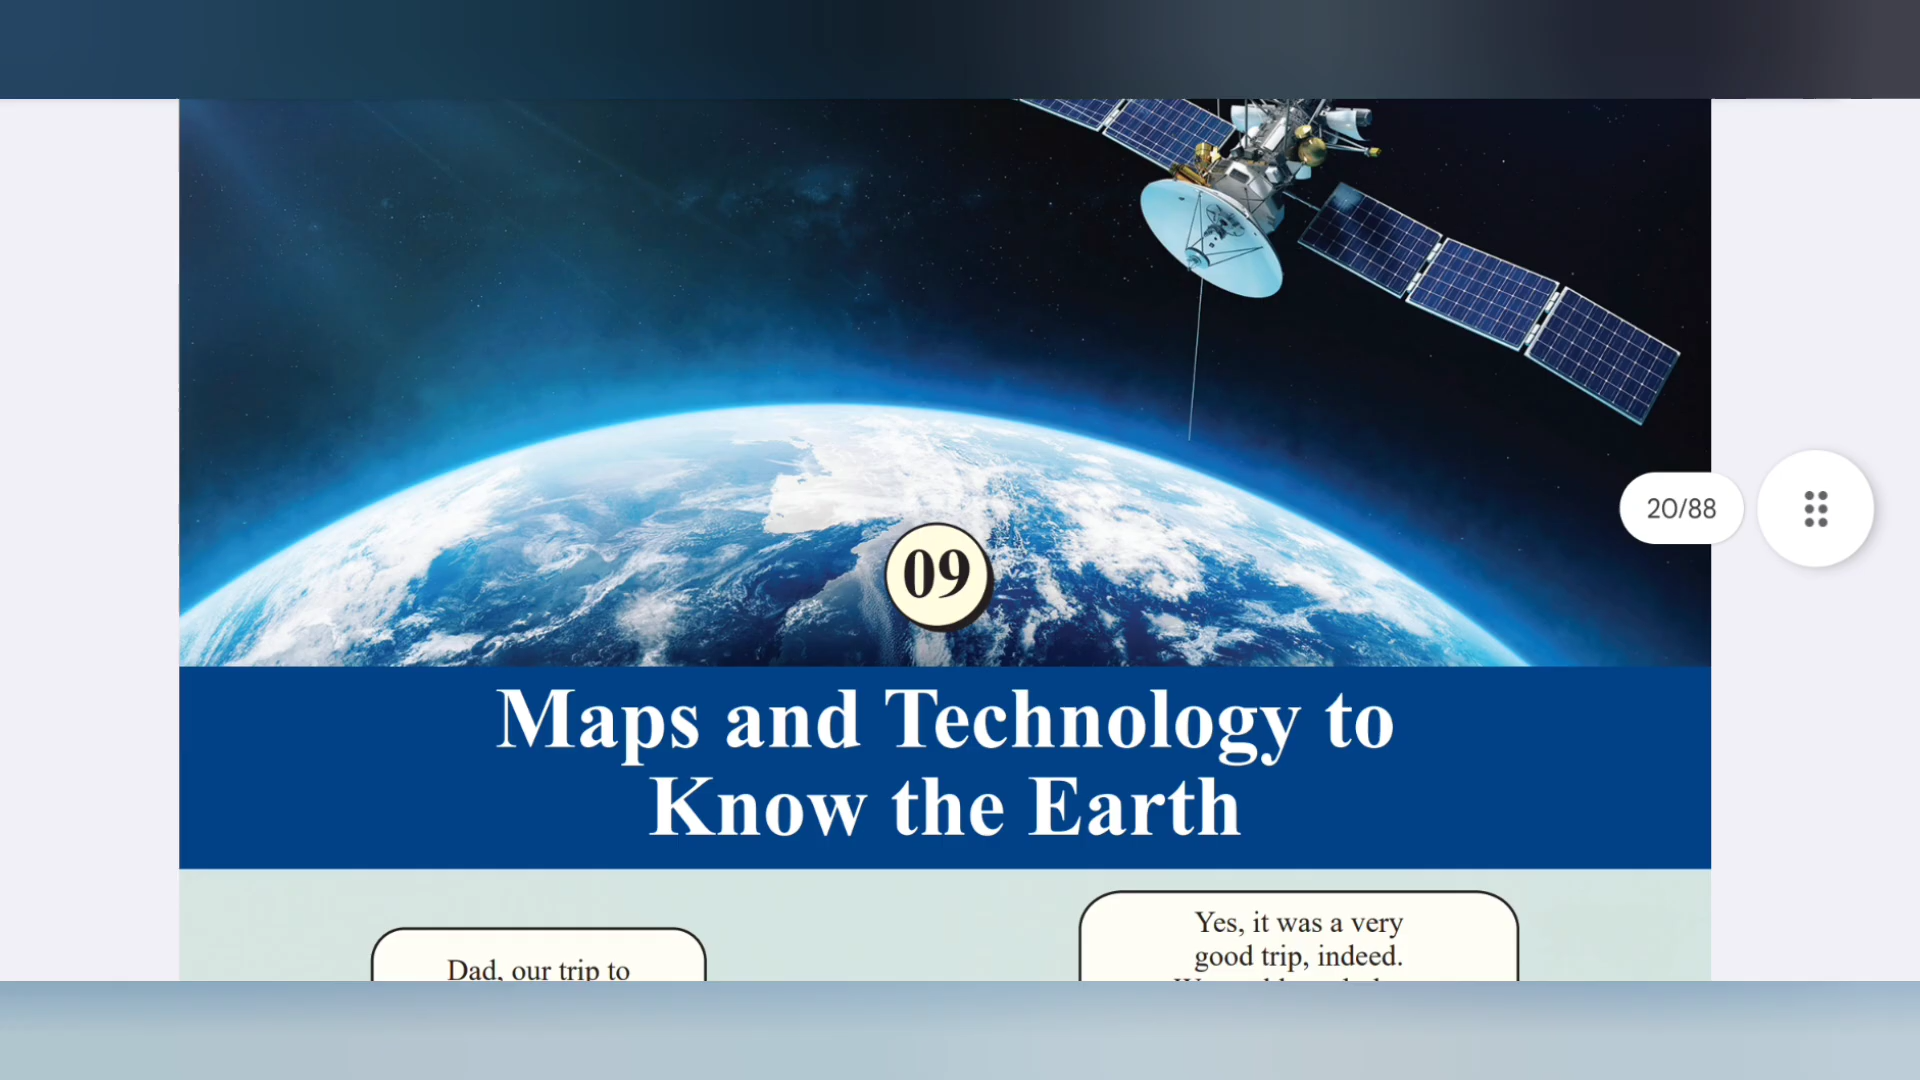 20/88
09
Maps and Technology to
Know the Earth
Yes, it was a very
good trip, indeed.
Dad, our trip to